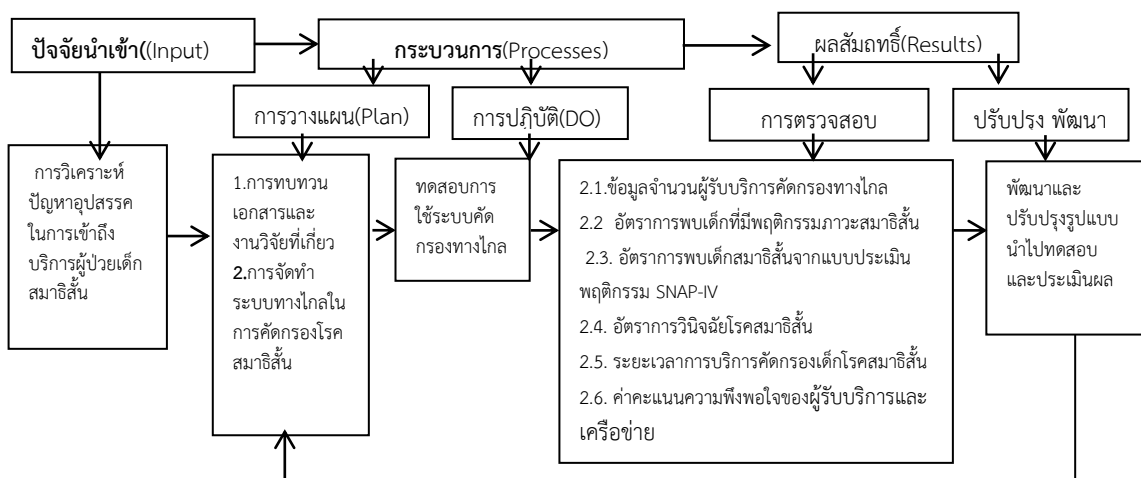 ปัจจัยนำเข้า((Input)
กระบวนการ(Processes)
ผลสัมฤทธิ์(Results)
การวางแผน(Plan)
การปฏิบัติ(DO)
การตรวจสอบ
ปรับปรุง พัฒนา
การวิเคราะห์
ปัญหาอุปสรรค
ในการเข้าถึง
บริการผู้ป่วยเด็ก
สมาธิสั้น
1.การทบทวน
เอกสารและ
งานวิจัยที่เกี่ยว
2.การจัดทำ
ระบบทางไกลใน
การคัดกรองโรค
สมาธิสั้น
ทดสอบการ
ใช้ระบบคัด
กรองทางไกล
2.1.ข้อมูลจำนวนผู้รับบริการคัดกรองทางไกล
2.2 อัตราการพบเด็กที่มีพฤติกรรมภาวะสมาธิสั้น
2.3. อัตราการพบเด็กสมาธิสั้นจากแบบประเมิน
พฤติกรรม SNAP-IV
2.4. อัตราการวินิจฉัยโรคสมาธิสั้น
2.5. ระยะเวลาการบริการคัดกรองเด็กโรคสมาธิสั้น
2.6. ค่าคะแนนความพึงพอใจของผู้รับบริการและ
เครือข่าย
พัฒนาและ
ปรับปรุงรูปแบบ
นำไปทดสอบ
และประเมินผล